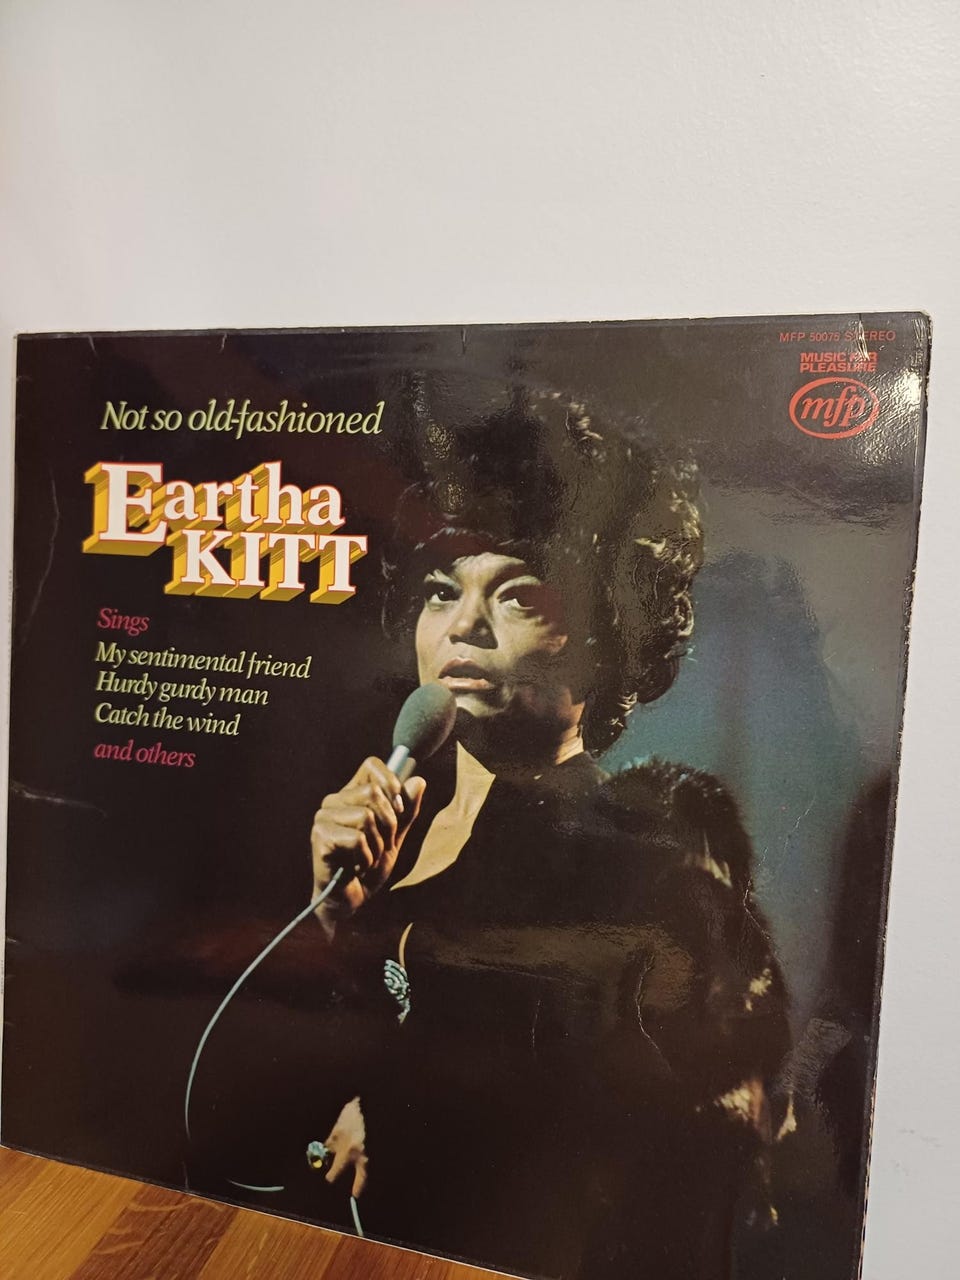 MFP 50075 STEREO
MUSIC FOR
PLEASURE
mfp
Not so old-fashioned
Eartha
KITT
Sings
My sentimental friend
Hurdy gurdy man
Catch the wind
and others